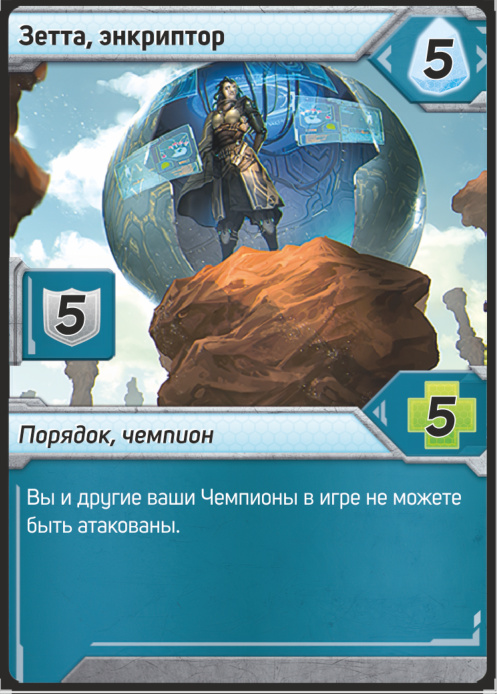 Зетта, энкриптор
5
5
5
Порядок, чемпион
Вы и другие ваши Чемпионы в игре не можете
быть атакованы.